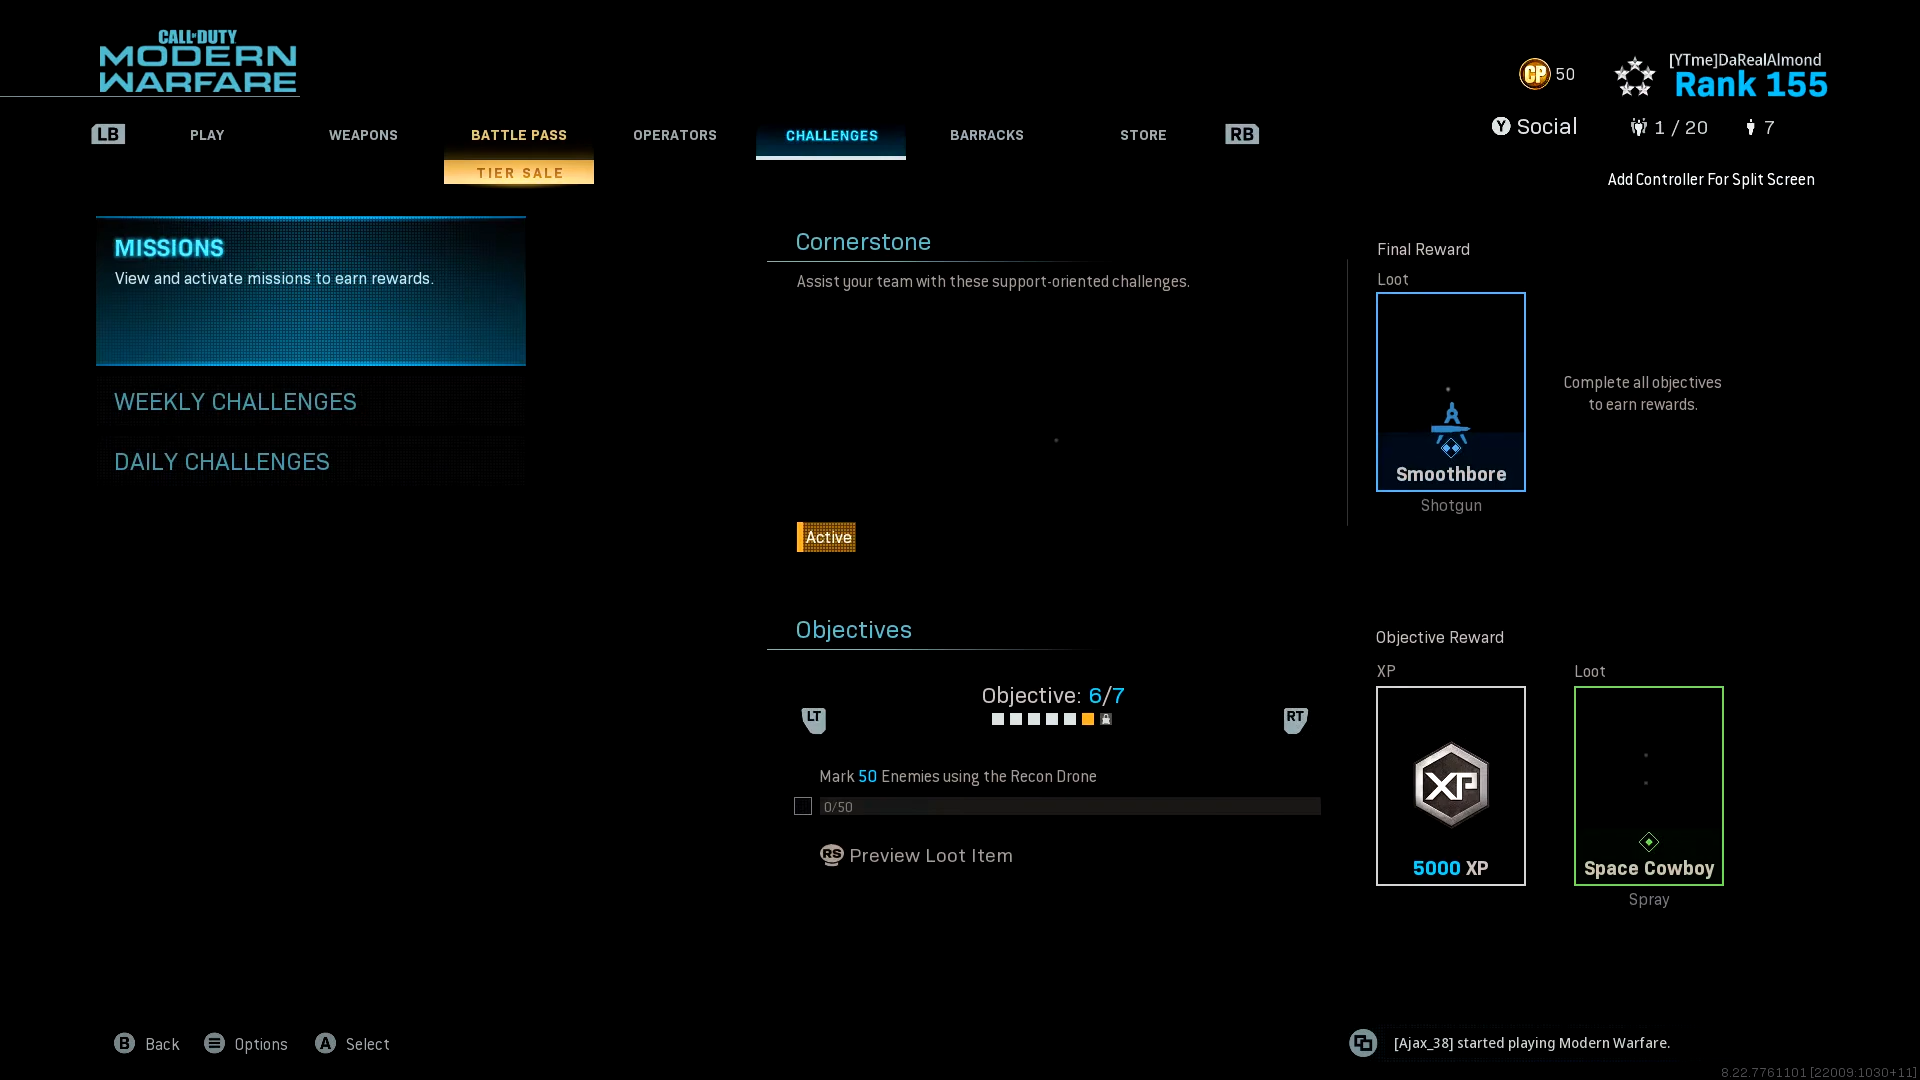 CALL OF DUTY
MODERN
WARFARE
GP 50
[YTme]DaRealAlmond
Rank 155
LB PLAY WEAPONS BATTLE PASS OPERATORS CHALLENGES BARRACKS STORE RB
Y Social 1 / 20 7
TIER SALE
Add Controller For Split Screen
MISSIONS
View and activate missions to earn rewards.
WEEKLY CHALLENGES
DAILY CHALLENGES
Cornerstone
Assist your team with these support-oriented challenges.
Active
Final Reward
Loot
Smoothbore
Shotgun
Complete all objectives
to earn rewards.
Objectives
Objective: 6/7
LT RT
Mark 50 Enemies using the Recon Drone
0/50
RS Preview Loot Item
Objective Reward
XP Loot
XP
5000 XP
Space Cowboy
Spray
B Back Options A Select
[Ajax_38] started playing Modern Warfare.
8.22.7761101 [22009:1030+11]